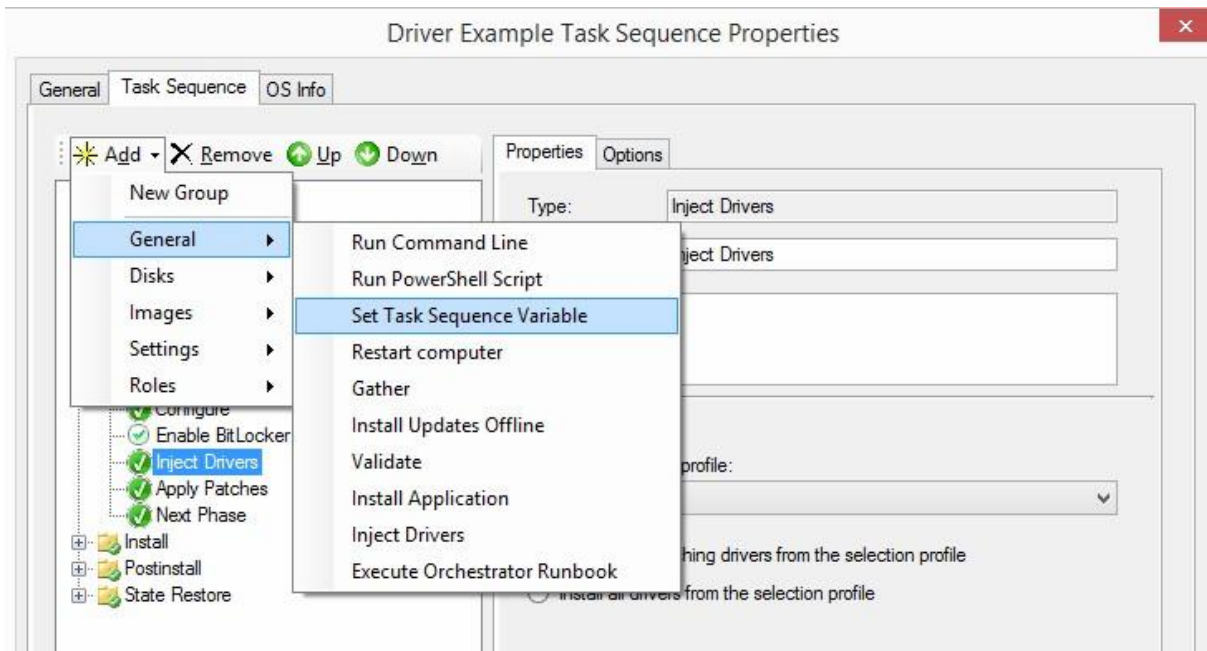 Driver Example Task Sequence Properties
General Task Sequence OS Info
Add Remove Up Down
New Group
General
Disks
Images
Settings
Roles
Run Command Line
Run PowerShell Script
Set Task Sequence Variable
Restart computer
Gather
Install Updates Offline
Validate
Install Application
Inject Drivers
Execute Orchestrator Runbook
Configure
Enable BitLocker
Inject Drivers
Apply Patches
Next Phase
Install
Postinstall
State Restore
Properties Options
Type: Inject Drivers
ject Drivers
profile:
hing drivers from the selection profile
Install all drivers from the selection profile